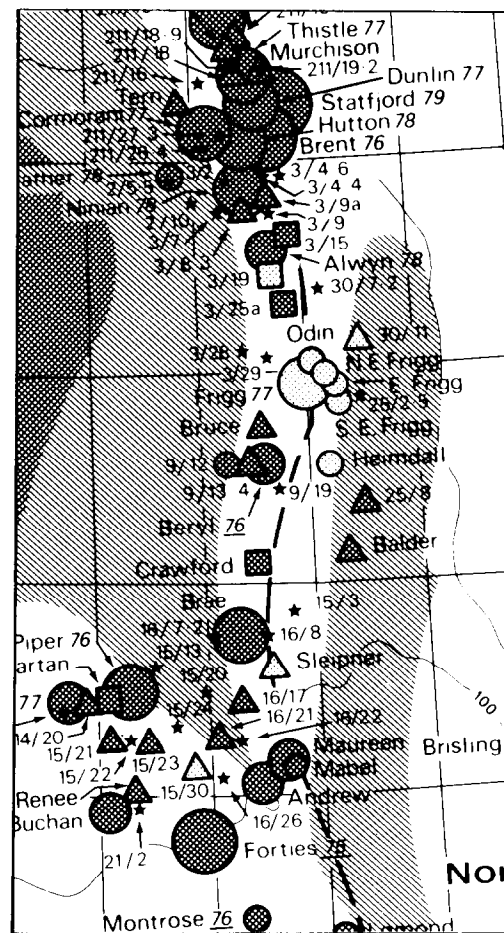 211/18·9
Thistle 77
Murchison
211/18
211/19·2
211/16
Dunlin 77
Tern
Statfjord 79
Cormorant 77
Hutton 78
211/27
Brent 76
211/26·4
3/2
3/4·6
2/5·5
3/4·4
Ninian 78
3/9a
2/10
3/9
3/7
3/15
3/8·3
Alwyn 78
3/19
30/7·2
3/25a
Odin
30/11
3/28
N.E. Frigg
3/29
E. Frigg
Frigg 77
25/2·5
Bruce
S.E. Frigg
9/12
Heimdall
9/13·4
9/19
25/8
Beryl 76
Balder
Crawford
Brae
15/3
16/7·21
16/8
Piper 76
15/13
Sleipner
15/20
77
16/17
100
15/24
16/21
14/20
16/22
15/21
Maureen
Brisling
15/22
15/23
Mabel
Renee
15/30
Andrew
Buchan
16/26
21/2
Forties 75
Montrose 76